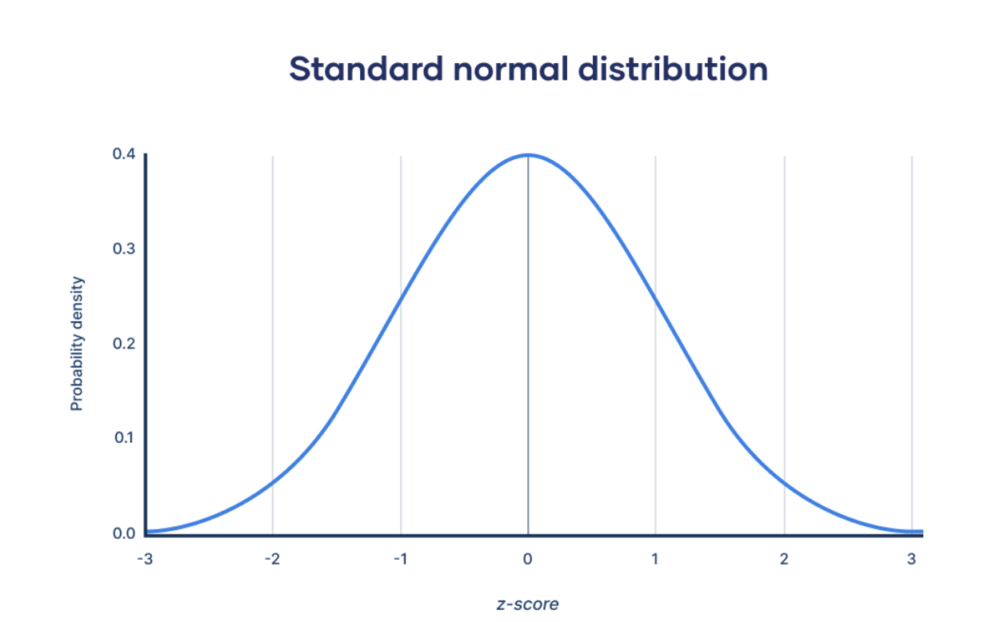 Standard normal distribution
0.4
0.3
0.2
0.1
0.0
Probability density
-3 -2 -1 0 1 2 3
z-score